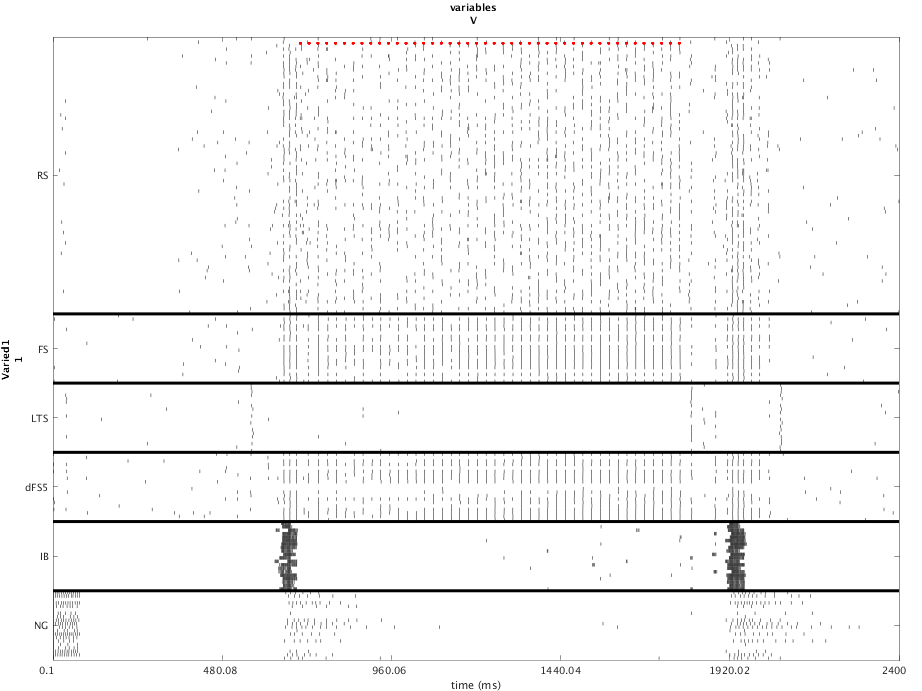 variables
V
RS
FS
LTS
dFS5
IB
NG
Varied1
1
0.1 480.08 960.06 1440.04 1920.02 2400
time (ms)